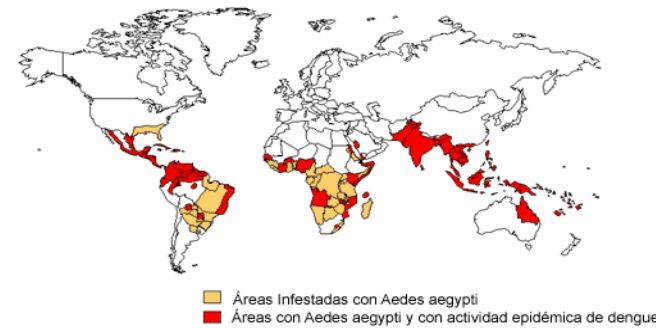 Áreas Infestadas con Aedes aegypti
Áreas con Aedes aegypti y con actividad epidémica de dengue